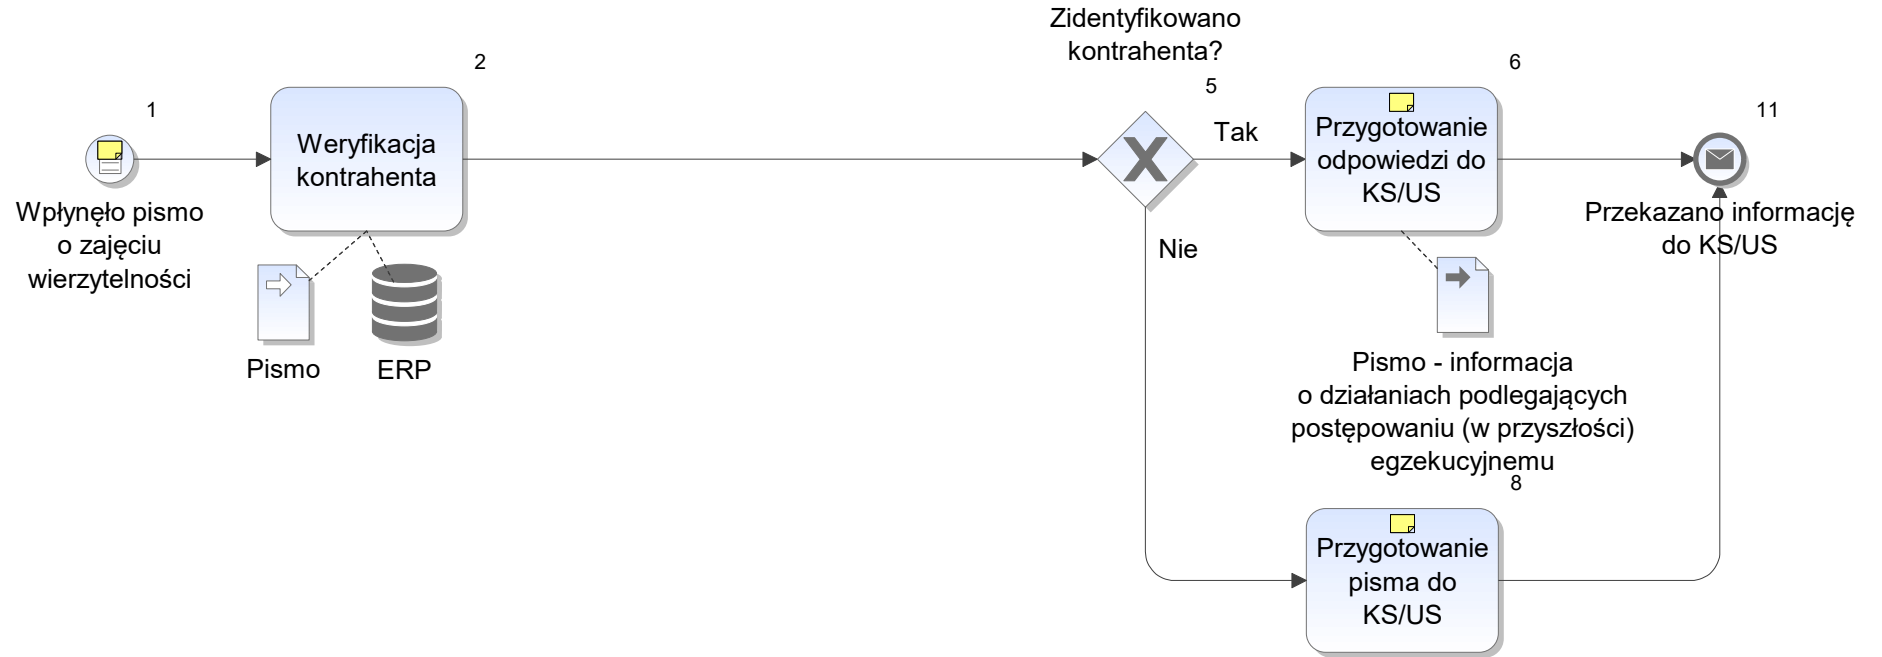 Zidentyfikowano
kontrahenta?
1
2
5
6
11
Wpłynęło pismo
o zajęciu
wierzytelności
Weryfikacja
kontrahenta
Pismo
ERP
X
Tak
Nie
Przygotowanie
odpowiedzi do
KS/US
Przekazano informację
do KS/US
Pismo - informacja
o działaniach podlegających
postępowaniu (w przyszłości)
egzekucyjnemu
8
Przygotowanie
pisma do
KS/US